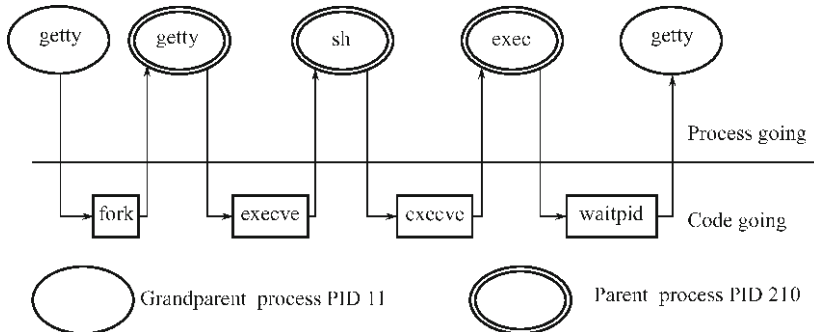 getty
getty
sh
exec
getty
Process going
fork
execve
execve
waitpid
Code going
Grandparent process PID 11
Parent process PID 210